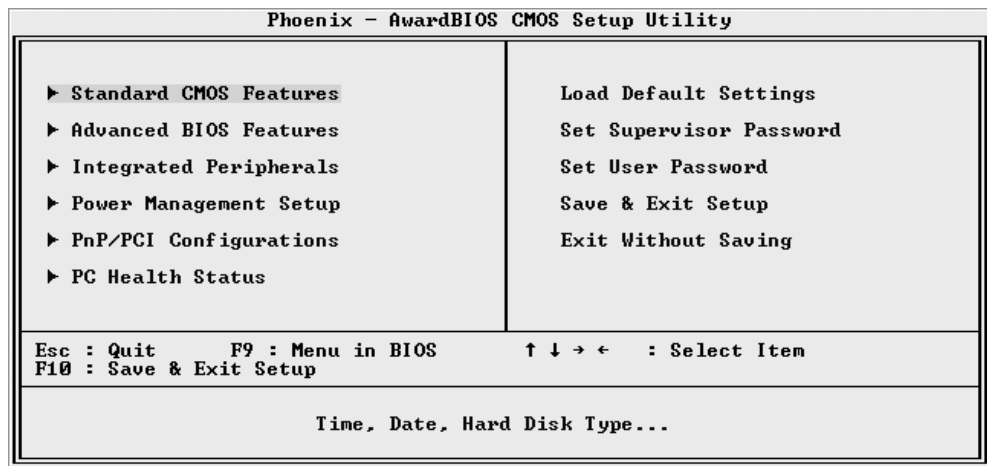 Phoenix - AwardBIOS CMOS Setup Utility
▶ Standard CMOS Features
▶ Advanced BIOS Features
▶ Integrated Peripherals
▶ Power Management Setup
▶ PnP/PCI Configurations
▶ PC Health Status
Load Default Settings
Set Supervisor Password
Set User Password
Save & Exit Setup
Exit Without Saving
Esc : Quit F9 : Menu in BIOS ↑ ↓ → ← : Select Item
F10 : Save & Exit Setup
Time, Date, Hard Disk Type...